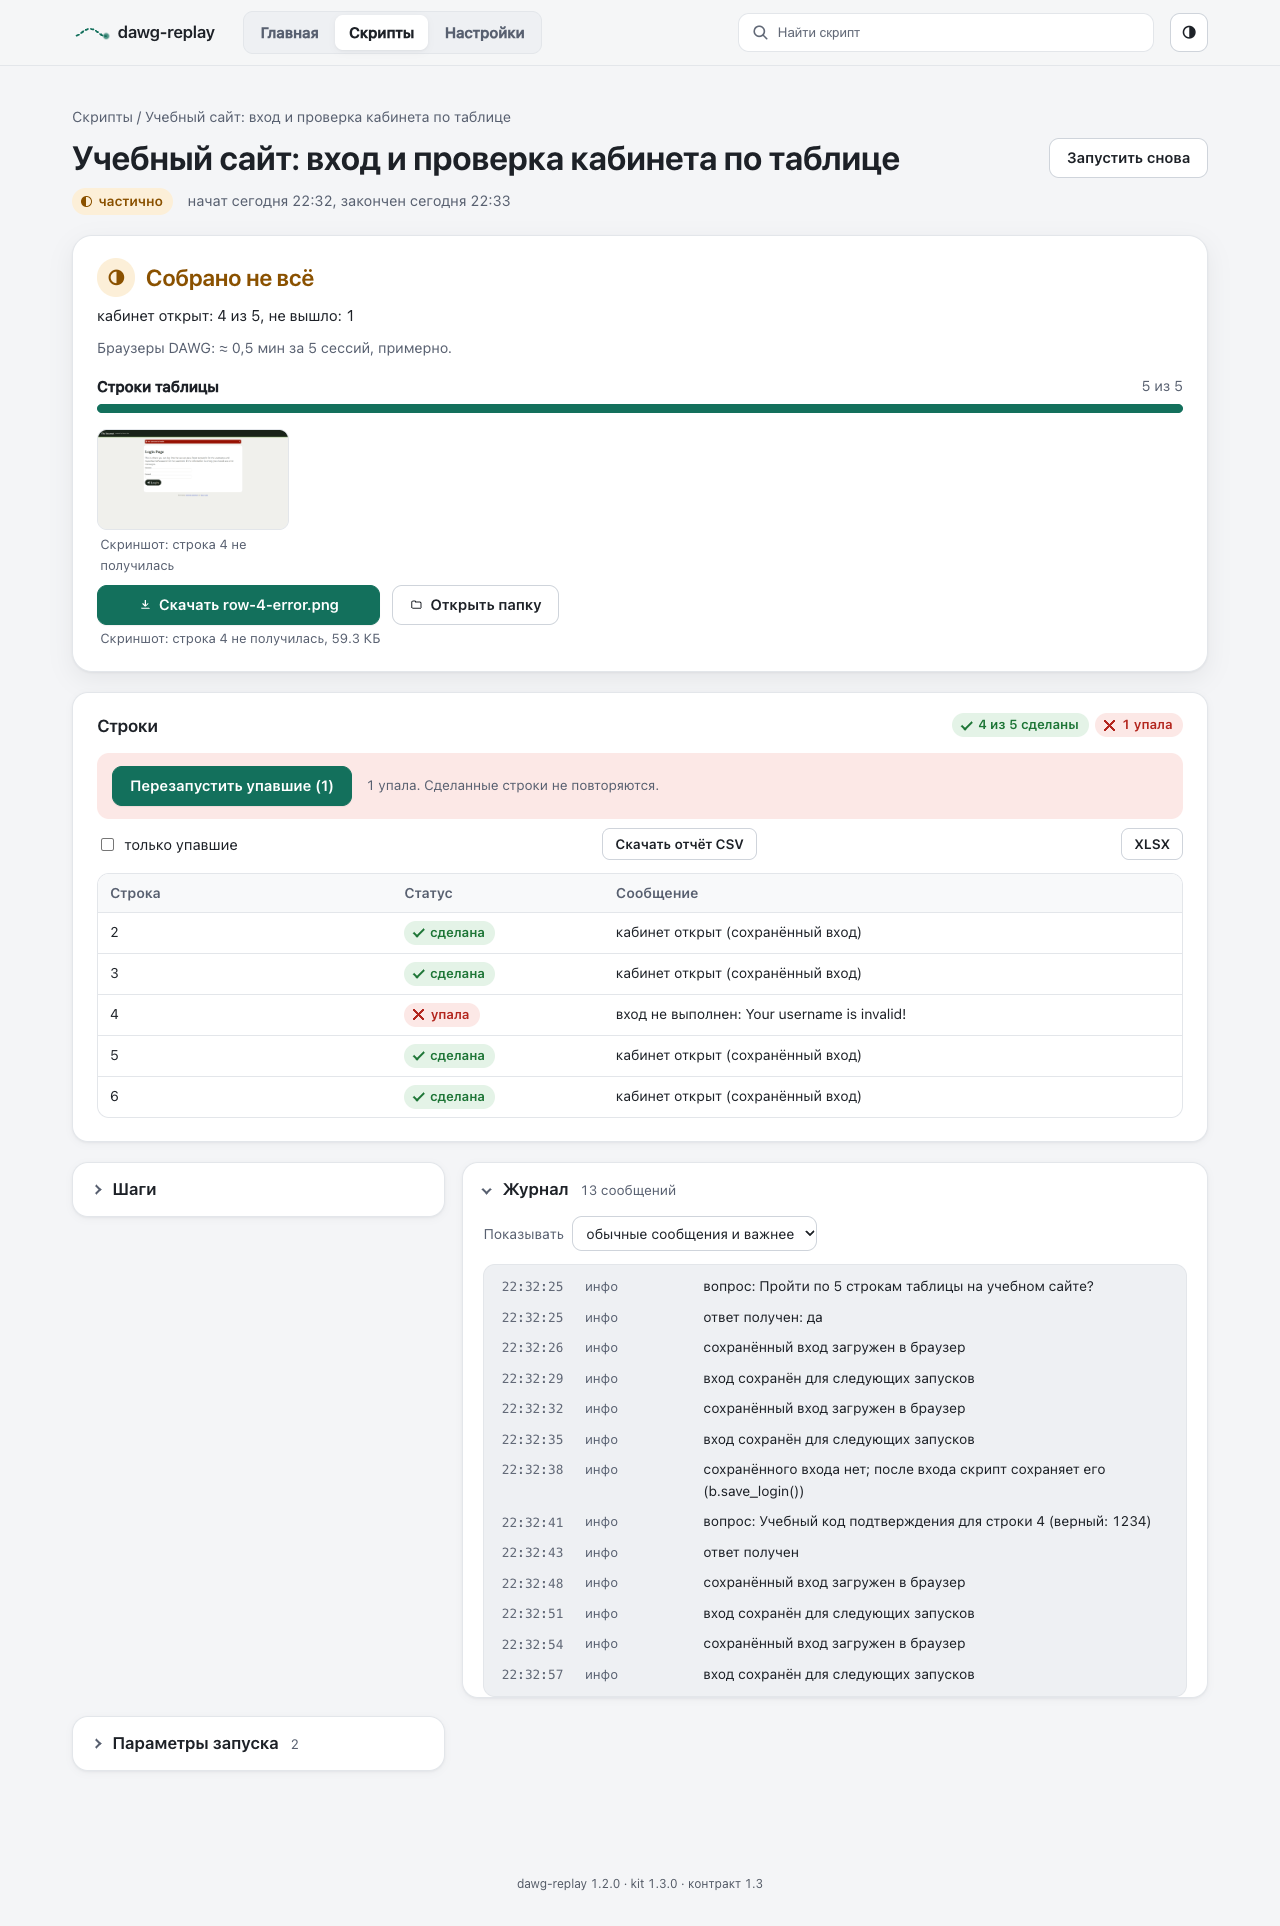 dawg-replay
Главная
Скрипты
Настройки
Найти скрипт
Скрипты / Учебный сайт: вход и проверка кабинета по таблице
Учебный сайт: вход и проверка кабинета по таблице
Запустить снова
частично
начат сегодня 22:32, закончен сегодня 22:33
Собрано не всё
кабинет открыт: 4 из 5, не вышло: 1
Браузеры DAWG: ≈ 0,5 мин за 5 сессий, примерно.
Строки таблицы
5 из 5
Login Page
Скриншот: строка 4 не
получилась
Скачать row-4-error.png
Открыть папку
Скриншот: строка 4 не получилась, 59.3 КБ
Строки
4 из 5 сделаны
1 упала
Перезапустить упавшие (1)
1 упала. Сделанные строки не повторяются.
только упавшие
Скачать отчёт CSV
XLSX
Строка Статус Сообщение
2 сделана кабинет открыт (сохранённый вход)
3 сделана кабинет открыт (сохранённый вход)
4 упала вход не выполнен: Your username is invalid!
5 сделана кабинет открыт (сохранённый вход)
6 сделана кабинет открыт (сохранённый вход)
Шаги
Журнал 13 сообщений
Показывать обычные сообщения и важнее
22:32:25 инфо вопрос: Пройти по 5 строкам таблицы на учебном сайте?
22:32:25 инфо ответ получен: да
22:32:26 инфо сохранённый вход загружен в браузер
22:32:29 инфо вход сохранён для следующих запусков
22:32:32 инфо сохранённый вход загружен в браузер
22:32:35 инфо вход сохранён для следующих запусков
22:32:38 инфо сохранённого входа нет; после входа скрипт сохраняет его
(b.save_login())
22:32:41 инфо вопрос: Учебный код подтверждения для строки 4 (верный: 1234)
22:32:43 инфо ответ получен
22:32:48 инфо сохранённый вход загружен в браузер
22:32:51 инфо вход сохранён для следующих запусков
22:32:54 инфо сохранённый вход загружен в браузер
22:32:57 инфо вход сохранён для следующих запусков
Параметры запуска 2
dawg-replay 1.2.0 · kit 1.3.0 · контракт 1.3